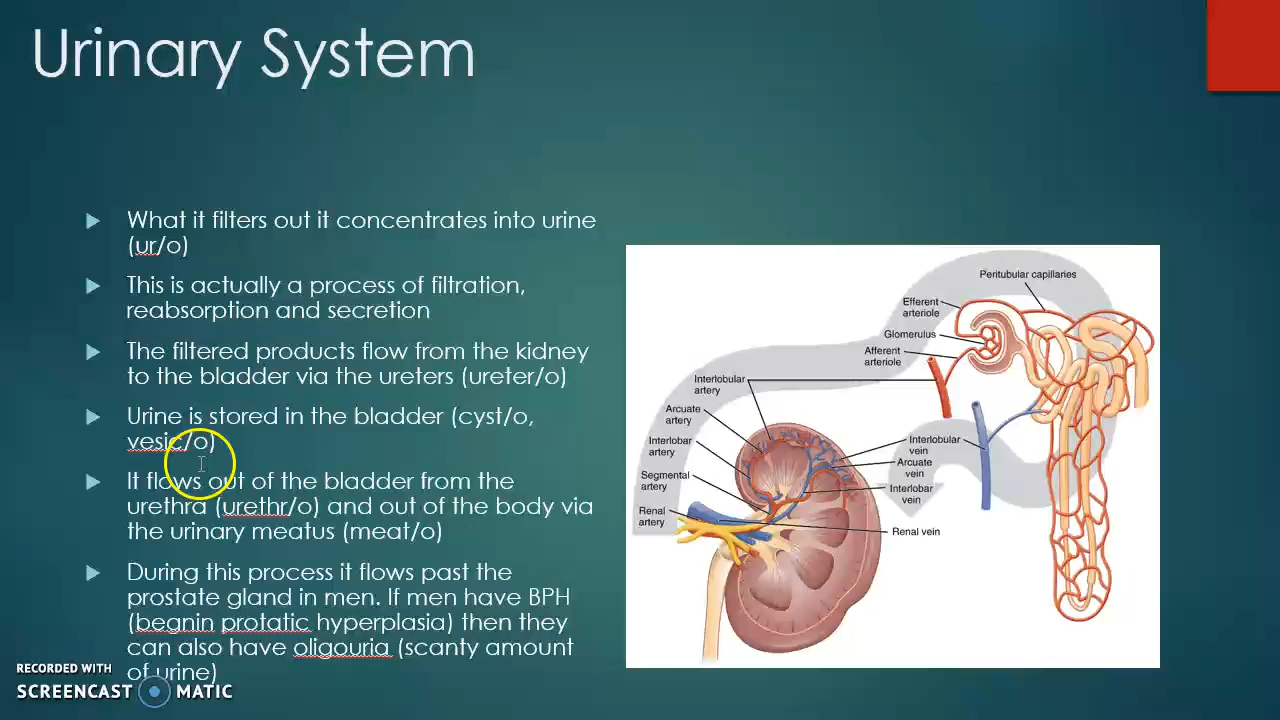 Urinary System
What it filters out it concentrates into urine
(ur/o)
This is actually a process of filtration,
reabsorption and secretion
The filtered products flow from the kidney
to the bladder via the ureters (ureter/o)
Urine is stored in the bladder (cyst/o,
vesic/o)
It flows out of the bladder from the
urethra (urethr/o) and out of the body via
the urinary meatus (meat/o)
During this process it flows past the
prostate gland in men. If men have BPH
(begnin protatic hyperplasia) then they
can also have oligouria (scanty amount
of urine)
Peritubular capillaries
Efferent
arteriole
Glomerulus
Afferent
arteriole
Interlobular
artery
Arcuate
artery
Interlobar
artery
Segmental
artery
Renal
artery
Interlobular
vein
Arcuate
vein
Interlobar
vein
Renal vein
RECORDED WITH
SCREENCAST MATIC